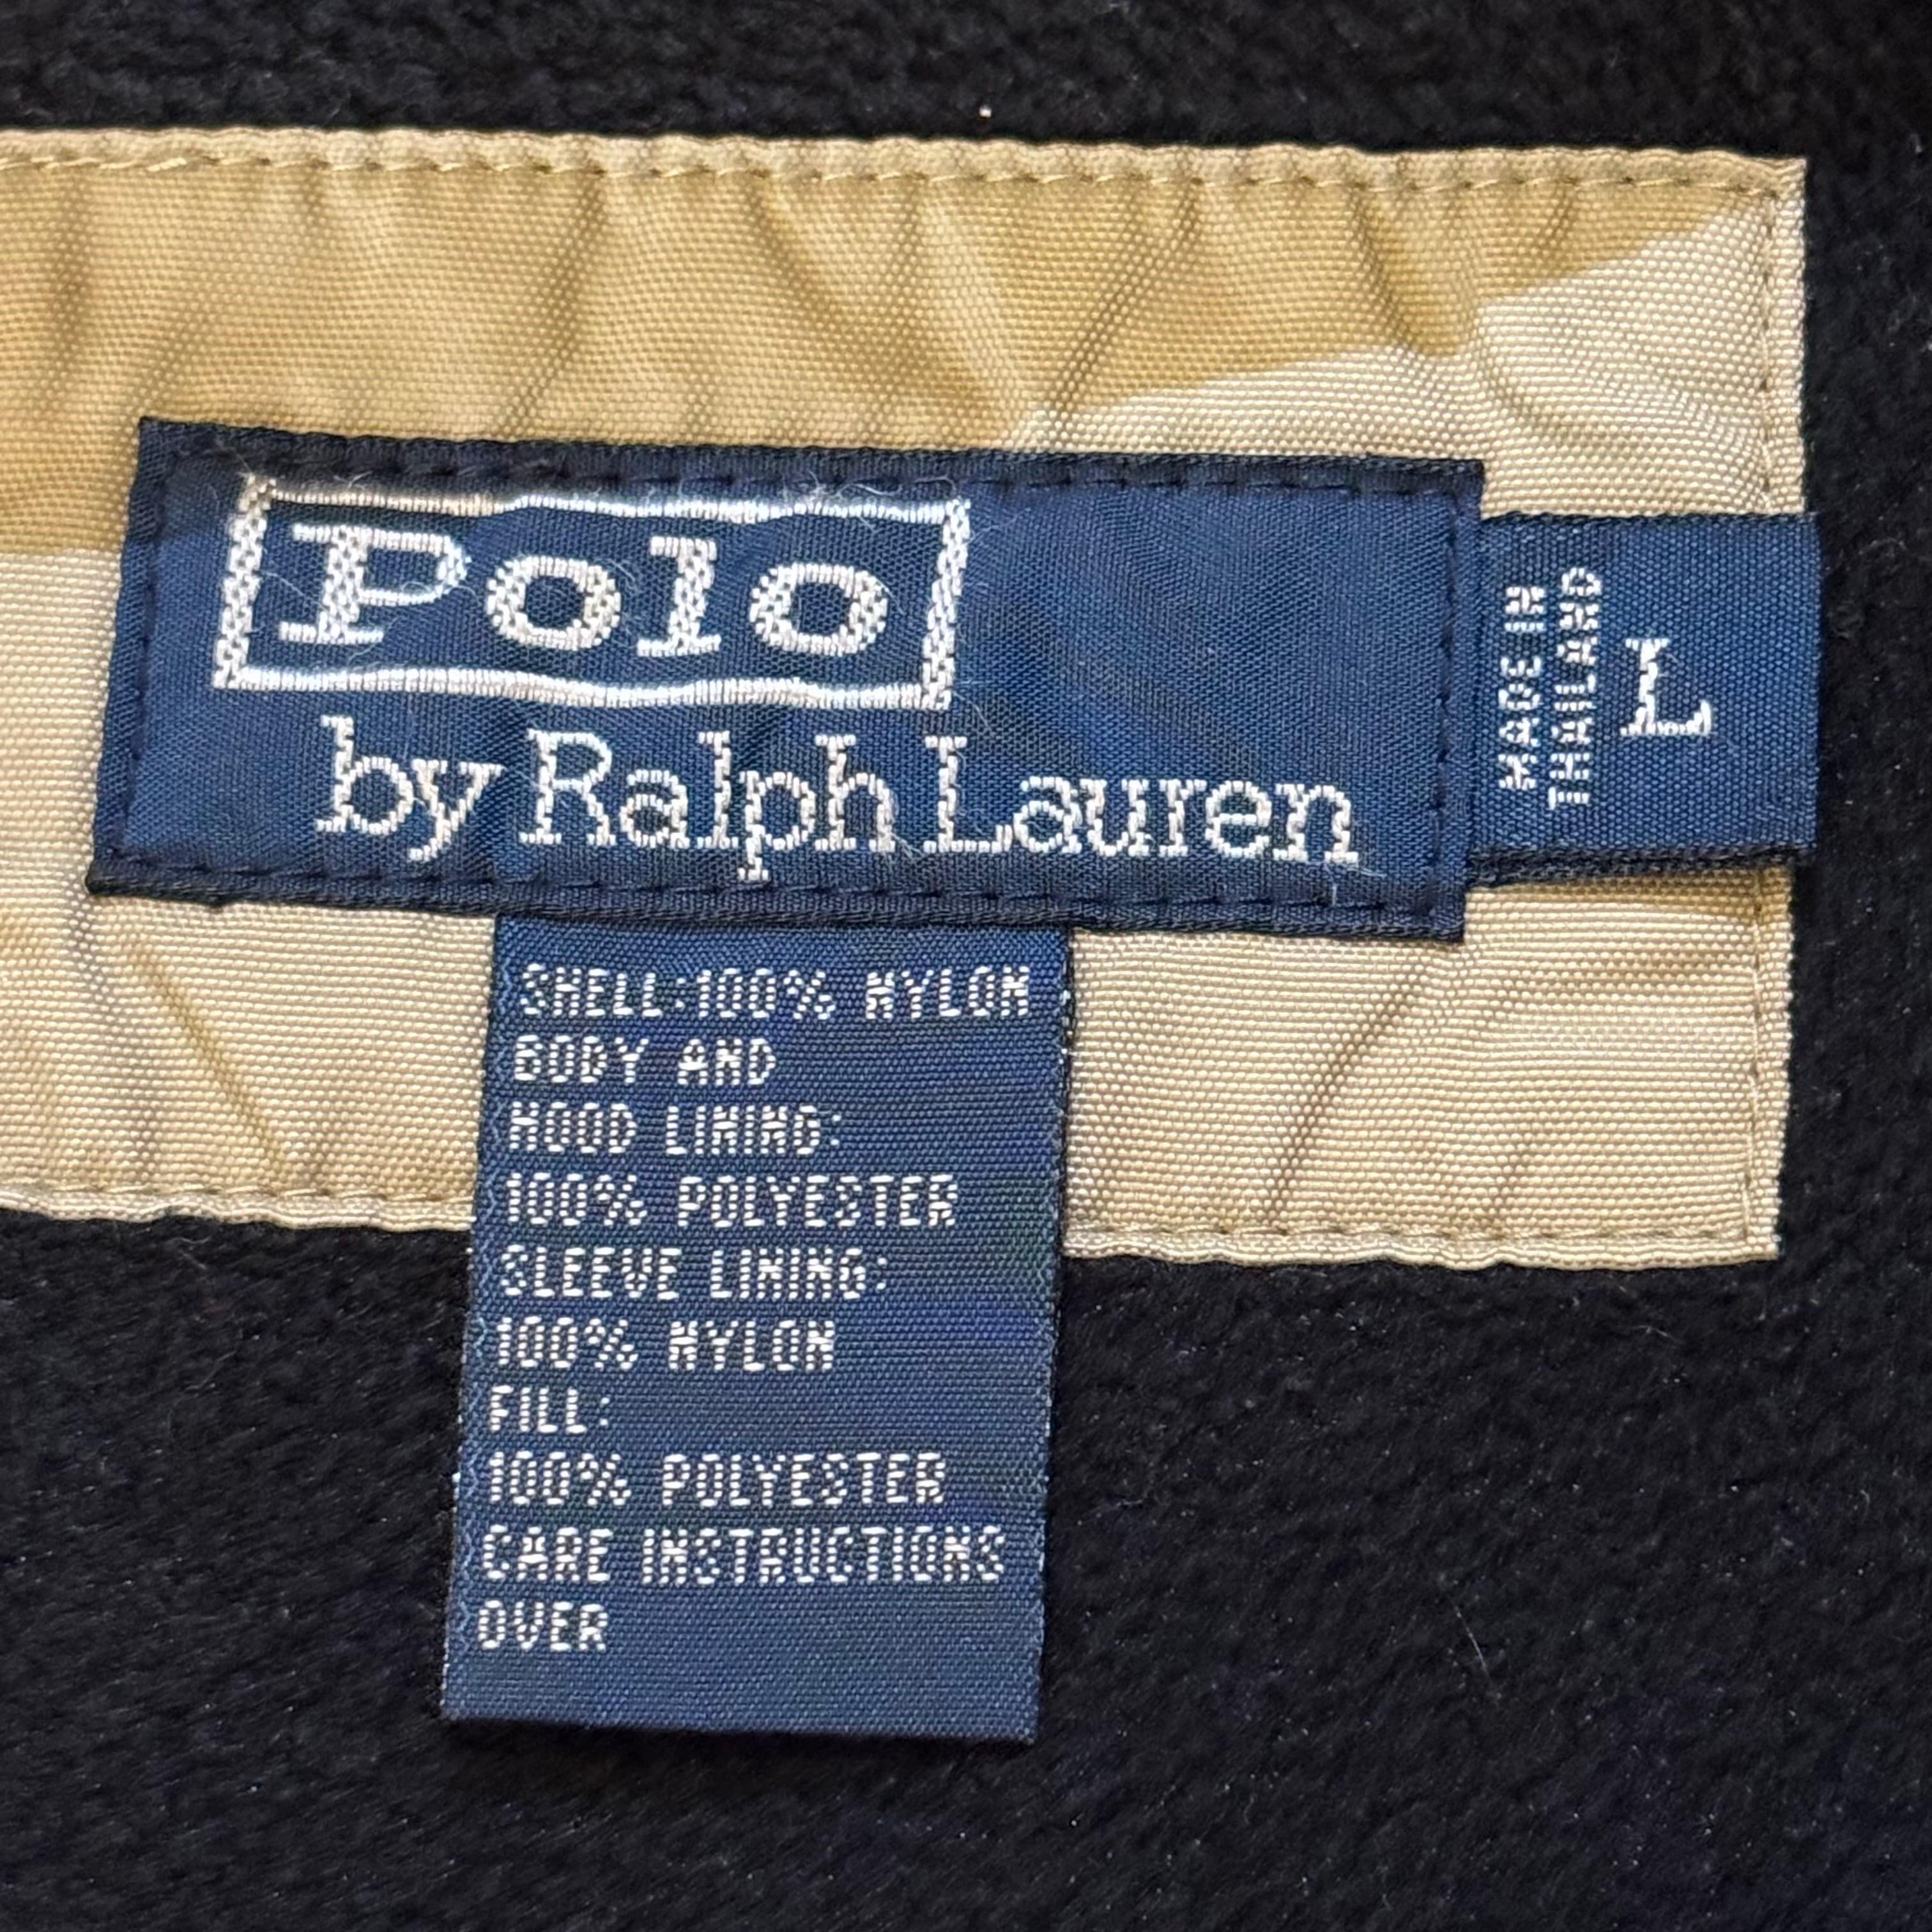 Polo
by Ralph Lauren
MADE IN
THAILAND
L
SHELL:100% NYLON
BODY AND
HOOD LINING:
100% POLYESTER
SLEEVE LINING:
100% NYLON
FILL:
100% POLYESTER
CARE INSTRUCTIONS
OVER